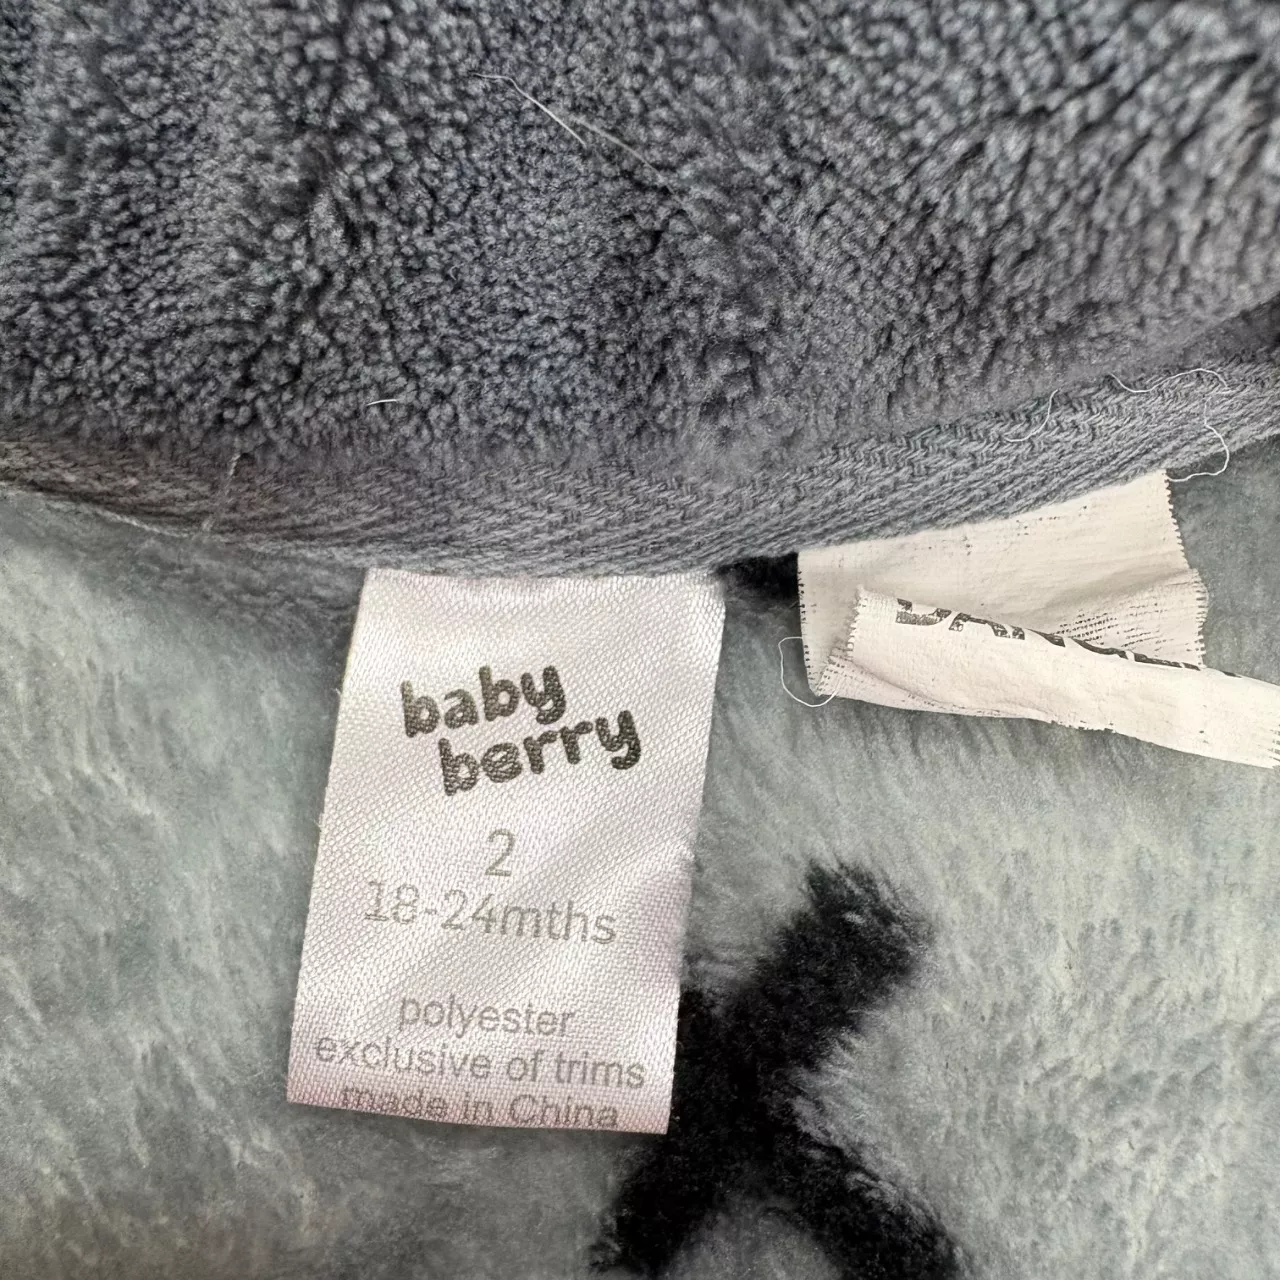 baby
berry
2
18-24mths
polyester
exclusive of trims
made in China